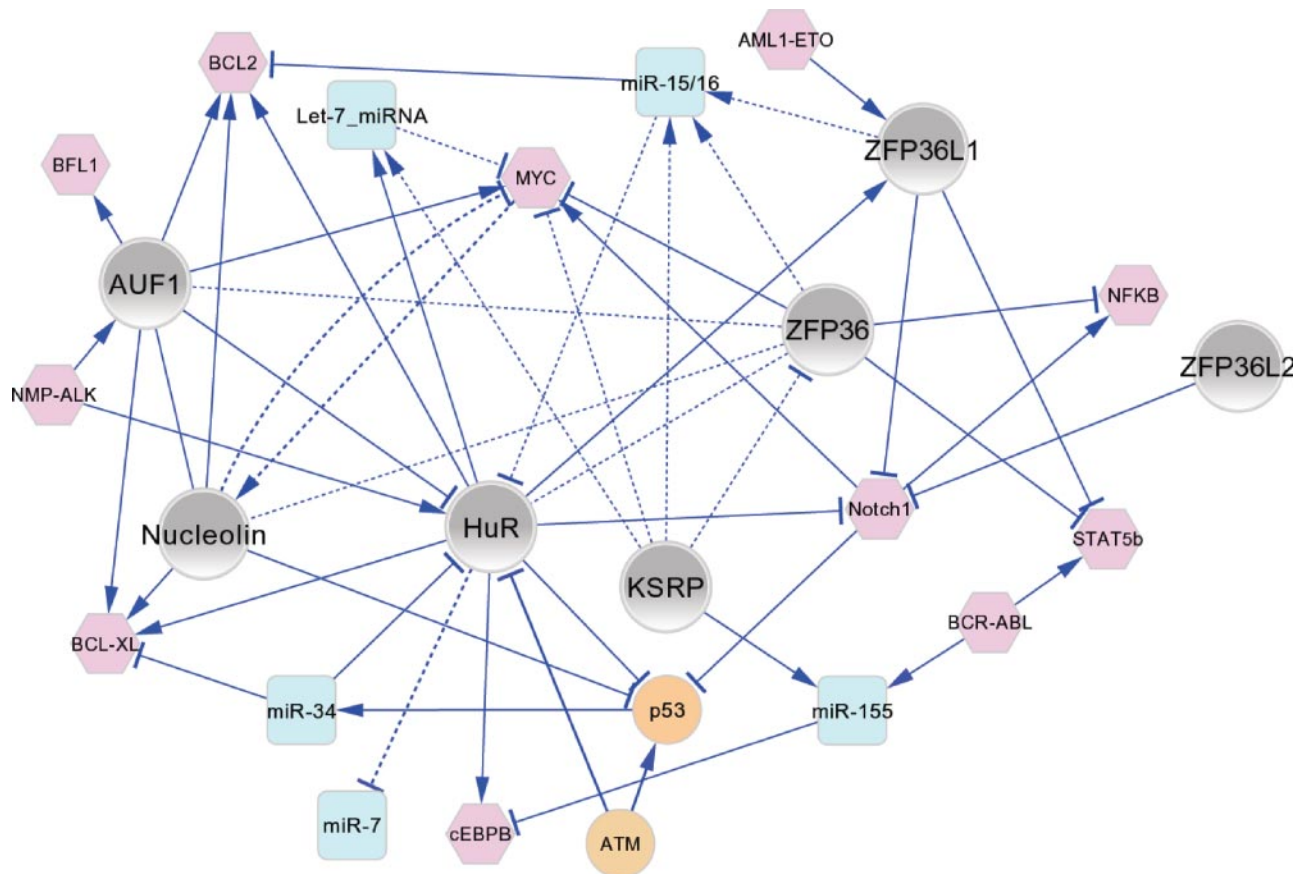 AML1-ETO
BCL2
miR-15/16
Let-7_miRNA
ZFP36L1
BFL1
MYC
AUF1
NFKB
ZFP36
ZFP36L2
NMP-ALK
Notch1
HuR
Nucleolin
STAT5b
KSRP
BCR-ABL
BCL-XL
miR-34
p53
miR-155
miR-7
cEBPB
ATM